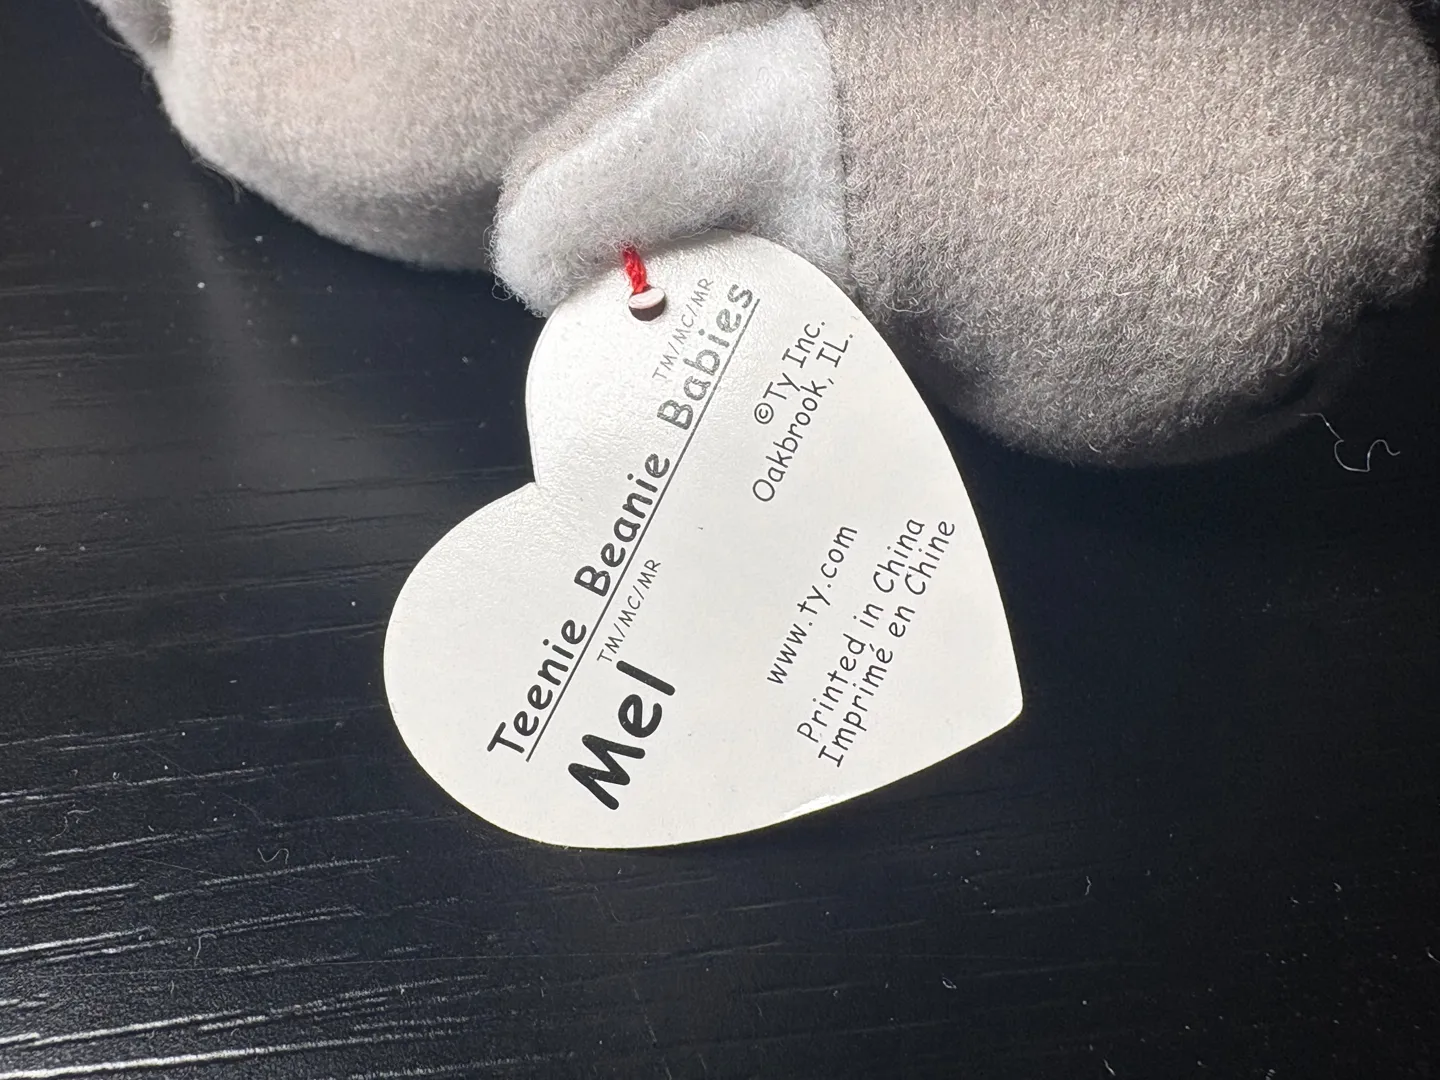 Teenie Beanie Babies TM/MC/MR
Mel TM/MC/MR
©Ty Inc.
Oakbrook, IL.
www.ty.com
Printed in China
Imprimé en Chine